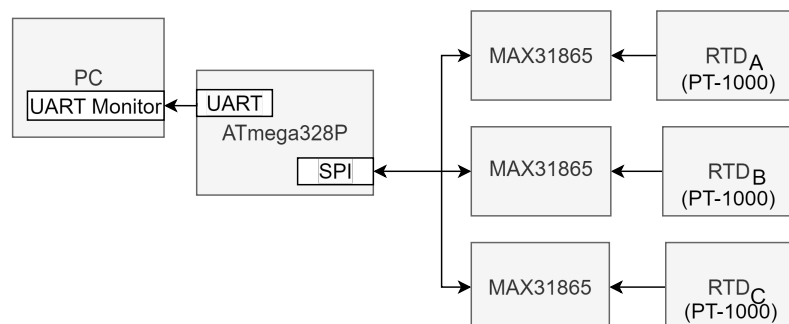 PC
UART Monitor
UART
ATmega328P
SPI
MAX31865
RTDA
(PT-1000)
MAX31865
RTDB
(PT-1000)
MAX31865
RTDC
(PT-1000)